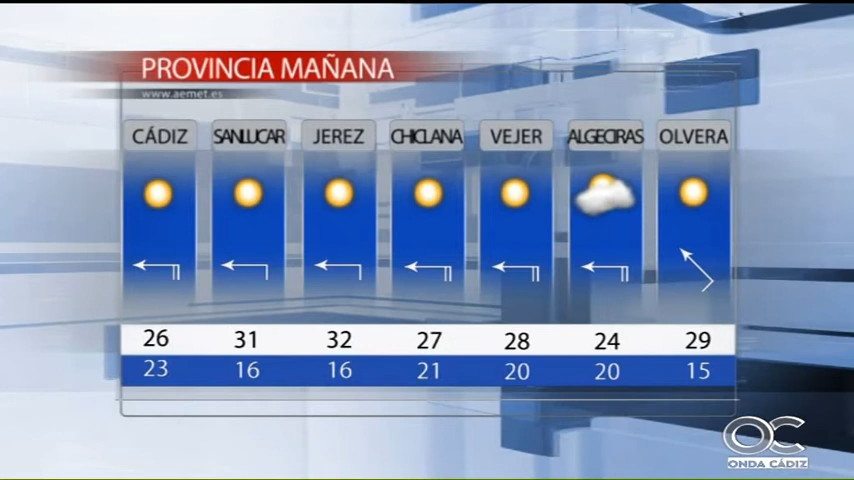 PROVINCIA MAÑANA
www.aemet.es
CÁDIZ SANLUCAR JEREZ CHICLANA VEJER ALGECIRAS OLVERA
26 31 32 27 28 24 29
23 16 16 21 20 20 15
OC
ONDA CÁDIZ